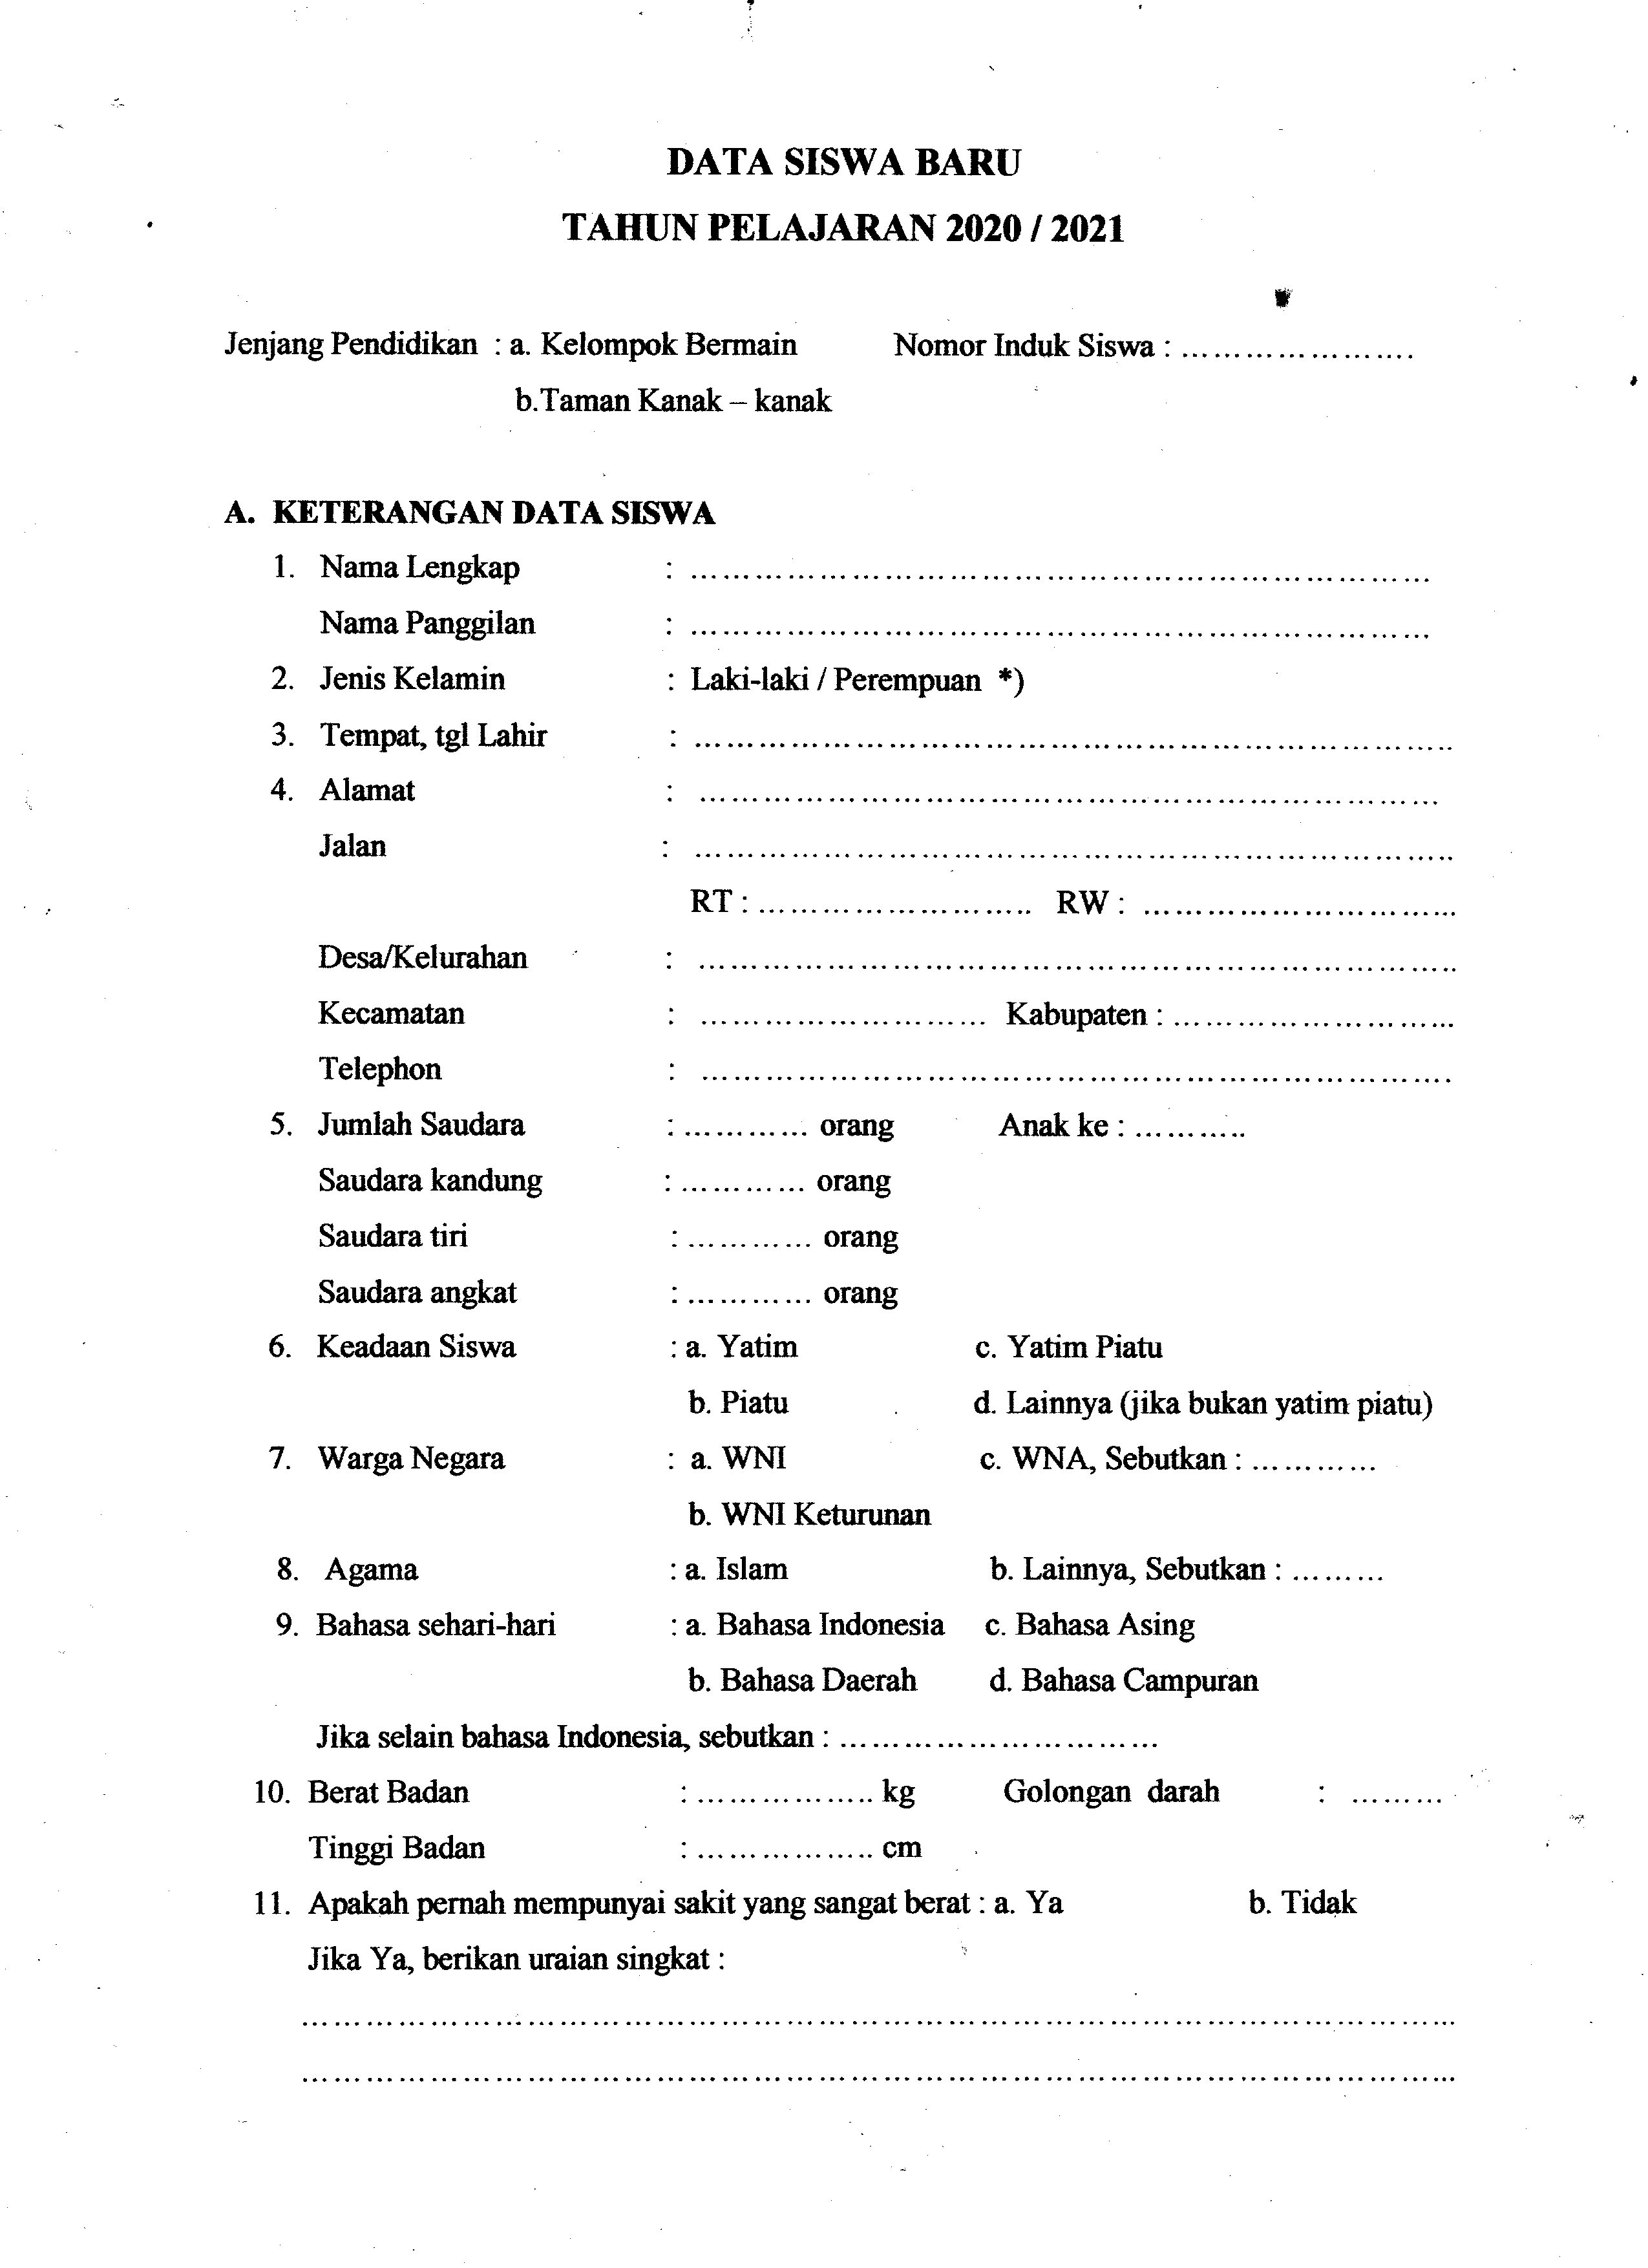 DATA SISWA BARU
TAHUN PELAJARAN 2020 / 2021
Jenjang Pendidikan : a. Kelompok Bermain Nomor Induk Siswa : ........................
b.Taman Kanak – kanak
A. KETERANGAN DATA SISWA
1. Nama Lengkap : ........................................................................
Nama Panggilan : ........................................................................
2. Jenis Kelamin : Laki-laki / Perempuan *)
3. Tempat, tgl Lahir : ........................................................................
4. Alamat : ........................................................................
Jalan : ........................................................................
RT : .......................... RW : ..............................
Desa/Kelurahan : ........................................................................
Kecamatan : ........................... Kabupaten : ...........................
Telephon : ........................................................................
5. Jumlah Saudara : ............ orang Anak ke : ...........
Saudara kandung : ............ orang
Saudara tiri : ............ orang
Saudara angkat : ............ orang
6. Keadaan Siswa : a. Yatim c. Yatim Piatu
b. Piatu d. Lainnya (jika bukan yatim piatu)
7. Warga Negara : a. WNI c. WNA, Sebutkan : ............
b. WNI Keturunan
8. Agama : a. Islam b. Lainnya, Sebutkan : .........
9. Bahasa sehari-hari : a. Bahasa Indonesia c. Bahasa Asing
b. Bahasa Daerah d. Bahasa Campuran
Jika selain bahasa Indonesia, sebutkan : ..............................
10. Berat Badan : ................. kg Golongan darah : .........
Tinggi Badan : ................. cm
11. Apakah pernah mempunyai sakit yang sangat berat : a. Ya b. Tidak
Jika Ya, berikan uraian singkat :
............................................................................................................
............................................................................................................